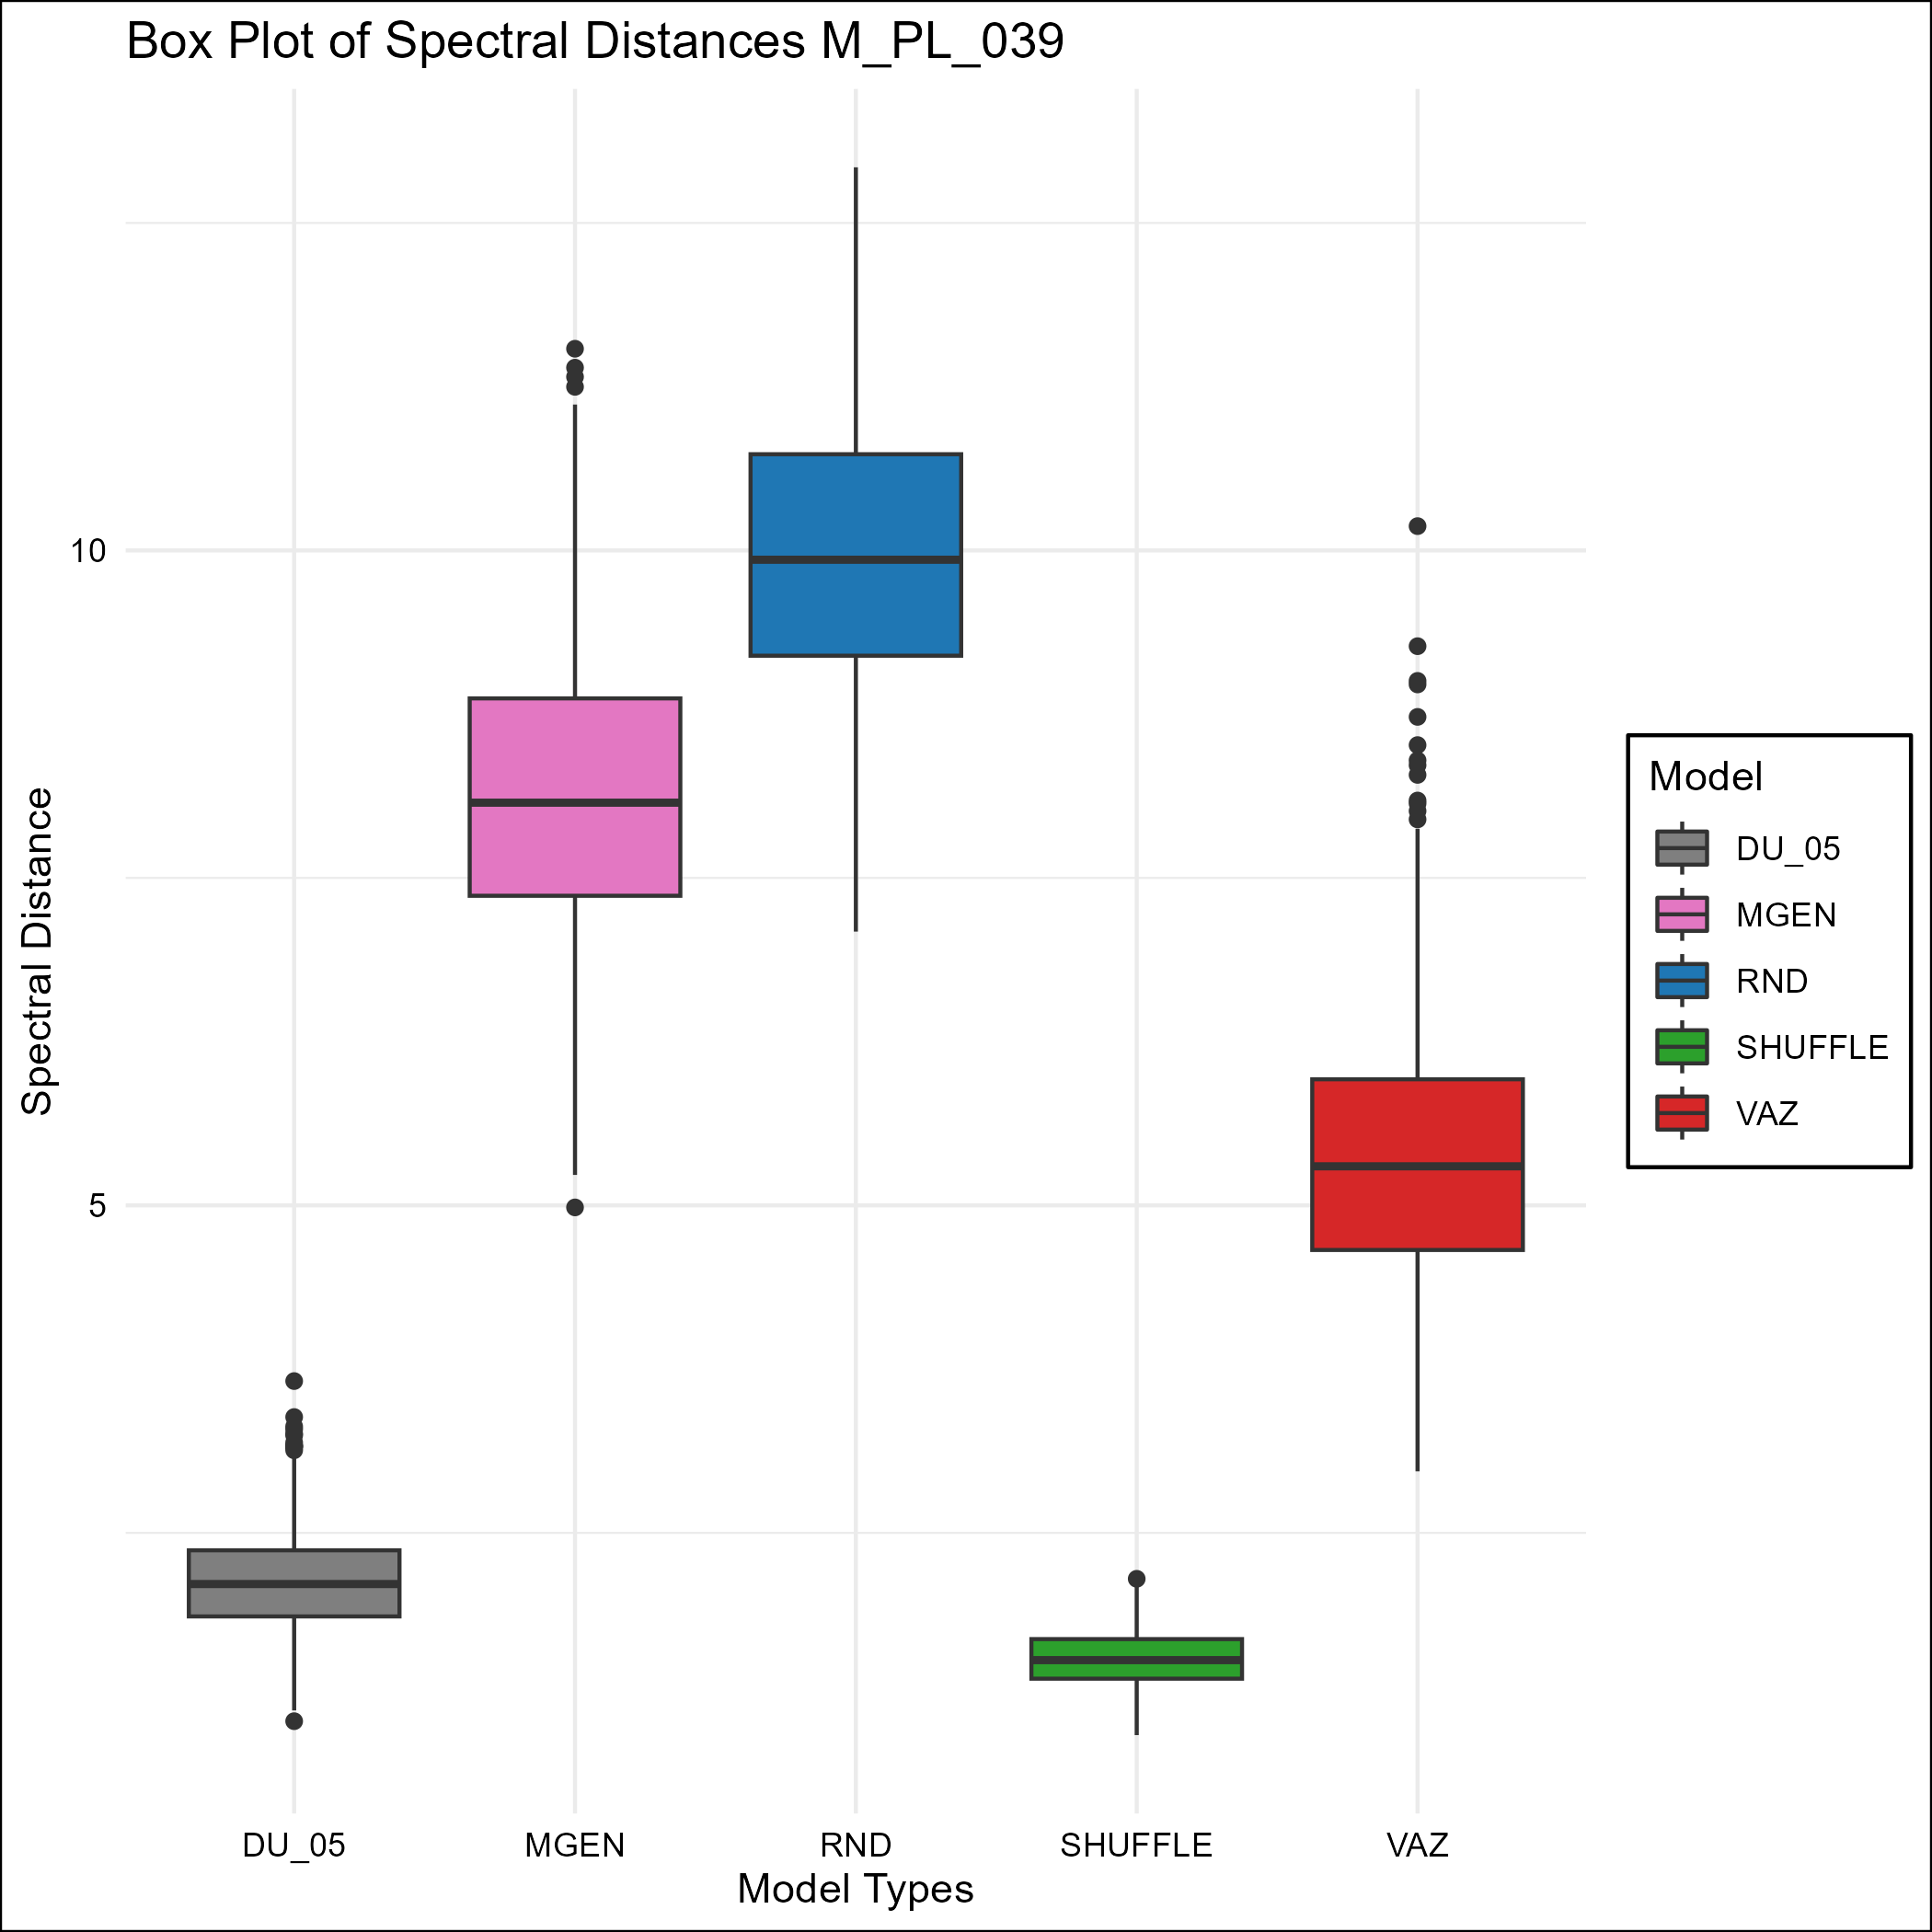 Box Plot of Spectral Distances M_PL_039
Spectral Distance
10
5
DU_05
MGEN
RND
SHUFFLE
VAZ
Model Types
Model
DU_05
MGEN
RND
SHUFFLE
VAZ